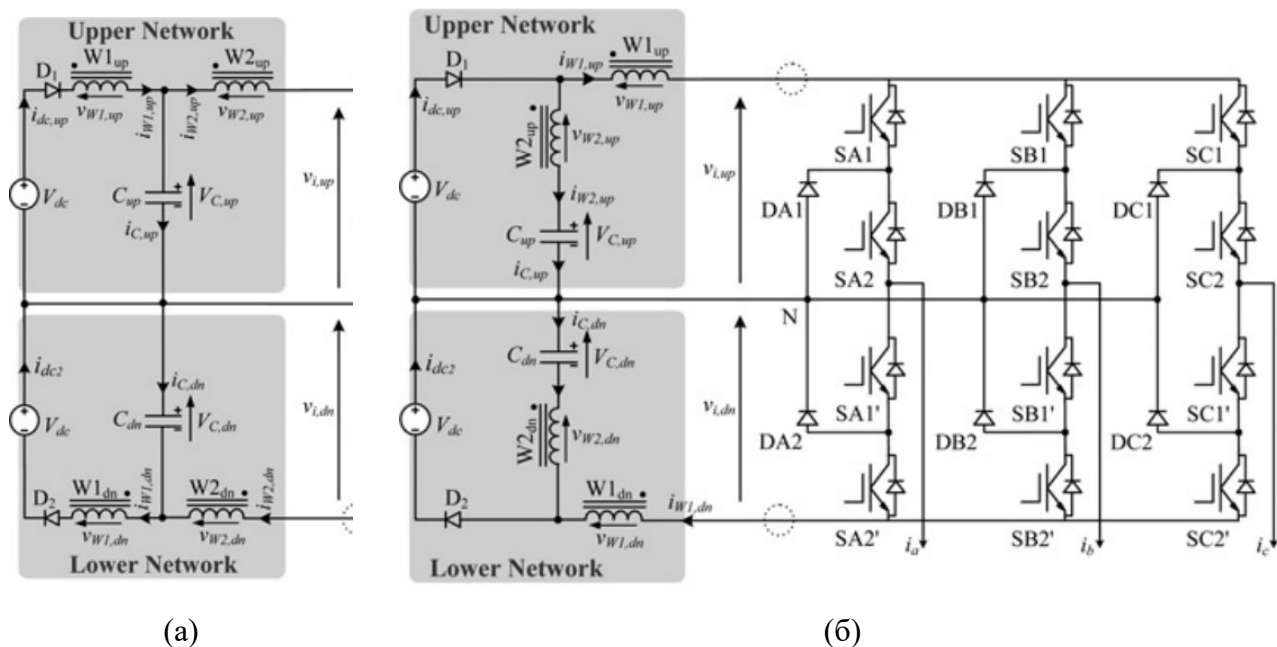 Upper Network
W1up
W2up
D1
vW1,up
iW1,up
iW2,up
vW2,up
idc,up
Vdc
Cup
+
−
VC,up
iC,up
vi,up
idc2
Vdc
iC,dn
Cdn
+
−
VC,dn
vi,dn
D2
W1dn
W2dn
iW1,dn
iW2,dn
vW1,dn
vW2,dn
Lower Network
(а)
Upper Network
D1
iW1,up
W1up
vW1,up
idc,up
W2up
vW2,up
iW2,up
Vdc
Cup
+
−
VC,up
iC,up
vi,up
N
iC,dn
Cdn
+
−
VC,dn
idc2
Vdc
W2dn
vW2,dn
vi,dn
D2
W1dn
iW1,dn
vW1,dn
Lower Network
SA1
SB1
SC1
DA1
DB1
DC1
SA2
SB2
SC2
SA1'
SB1'
SC1'
DA2
DB2
DC2
SA2'
SB2'
SC2'
ia
ib
ic
(б)